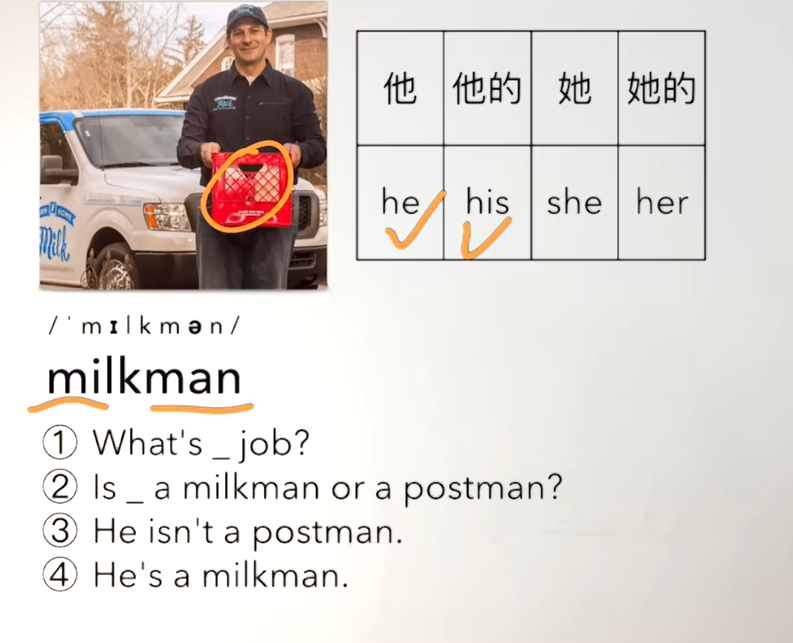 他 他的 她 她的
he his she her
Milk
/ˈmɪlkmən/
milkman
① What's _ job?
② Is _ a milkman or a postman?
③ He isn't a postman.
④ He's a milkman.